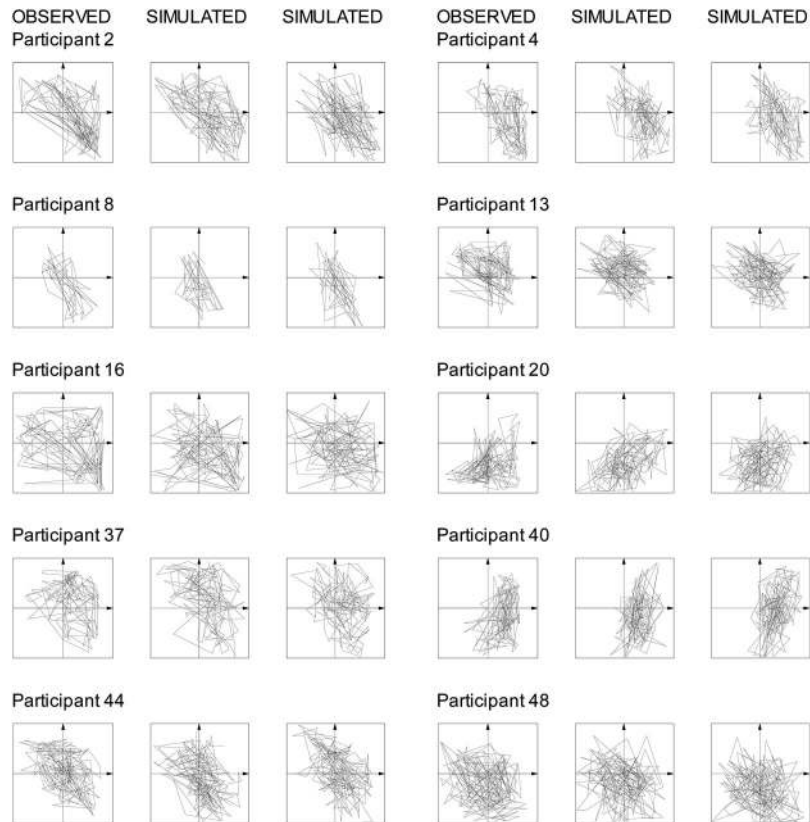 OBSERVED SIMULATED SIMULATED OBSERVED SIMULATED SIMULATED
Participant 2 Participant 4
Participant 8 Participant 13
Participant 16 Participant 20
Participant 37 Participant 40
Participant 44 Participant 48